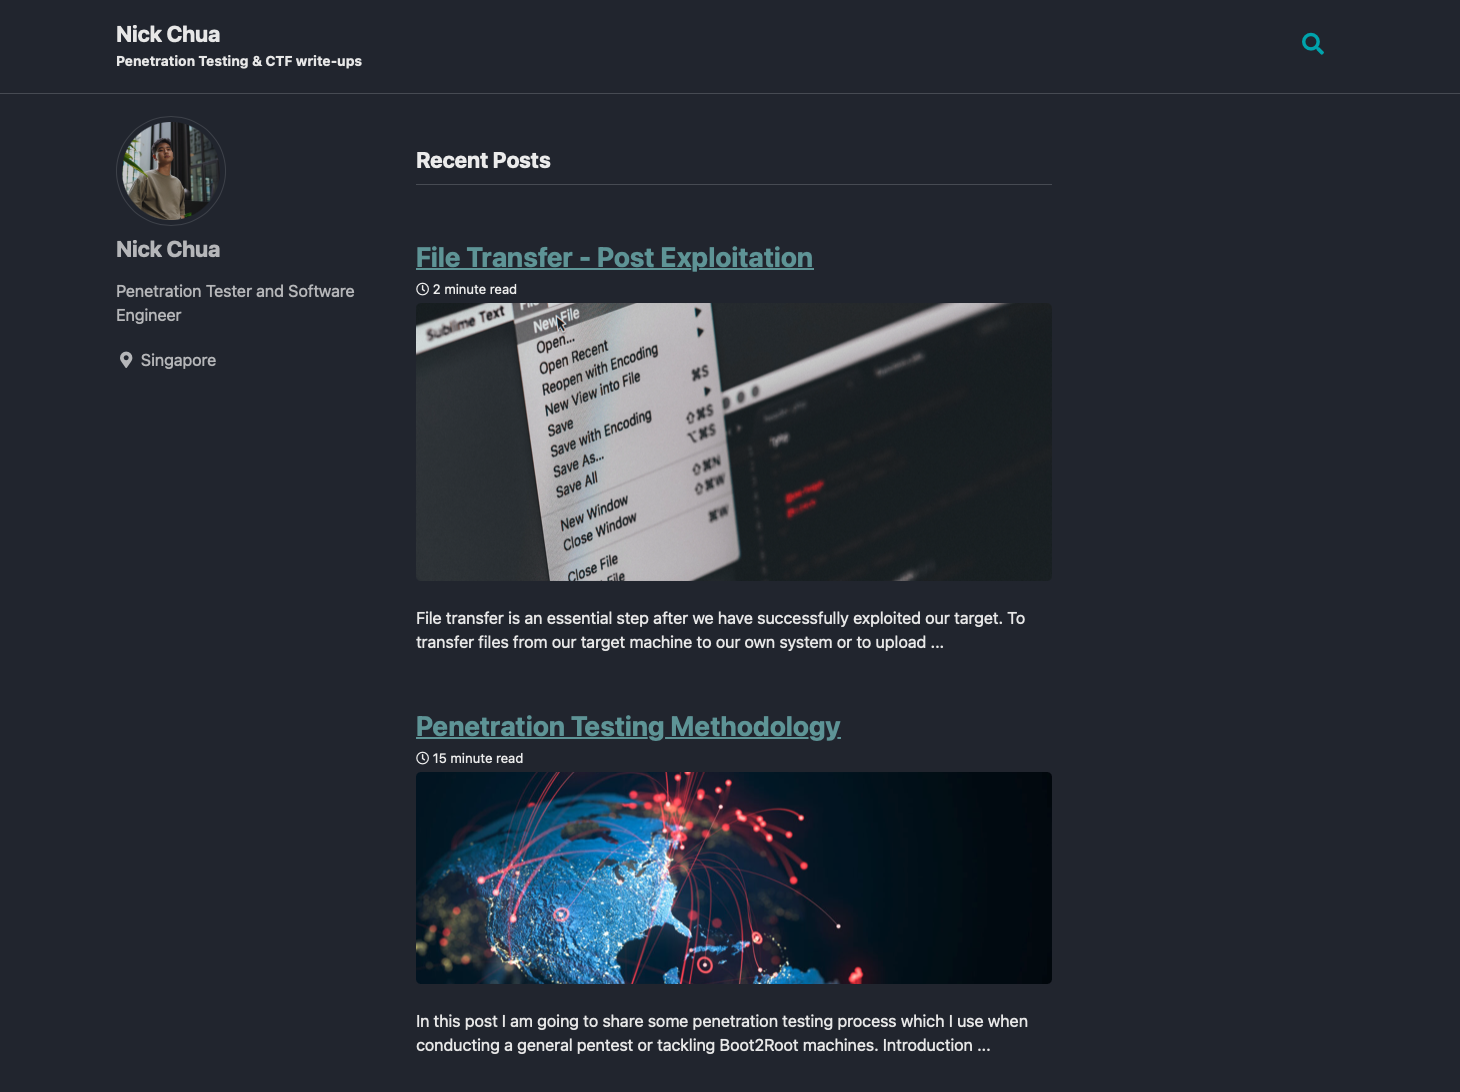 Nick Chua
Penetration Testing & CTF write-ups
Nick Chua
Penetration Tester and Software
Engineer
Singapore
Recent Posts
File Transfer - Post Exploitation
2 minute read
Sublime Text
File
New File
Open...
Open Recent
Reopen with Encoding
New View into File
Save ⌘S
Save with Encoding
Save As... ⇧⌘S
Save All ⌥⌘S
New Window ⇧⌘N
Close Window ⇧⌘W
Close File ⌘W
File
File transfer is an essential step after we have successfully exploited our target. To
transfer files from our target machine to our own system or to upload ...
Penetration Testing Methodology
15 minute read
In this post I am going to share some penetration testing process which I use when
conducting a general pentest or tackling Boot2Root machines. Introduction ...